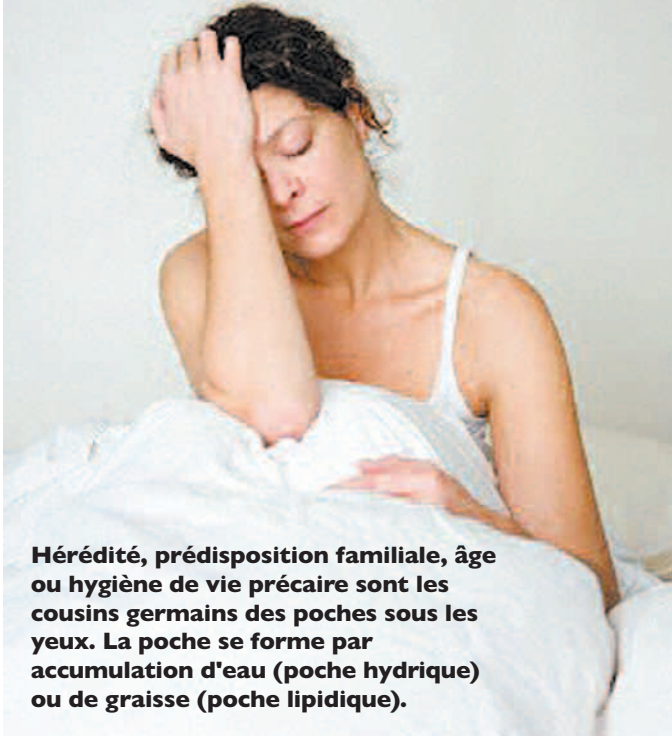 Hérédité, prédisposition familiale, âge
ou hygiène de vie précaire sont les
cousins germains des poches sous les
yeux. La poche se forme par
accumulation d'eau (poche hydrique)
ou de graisse (poche lipidique).